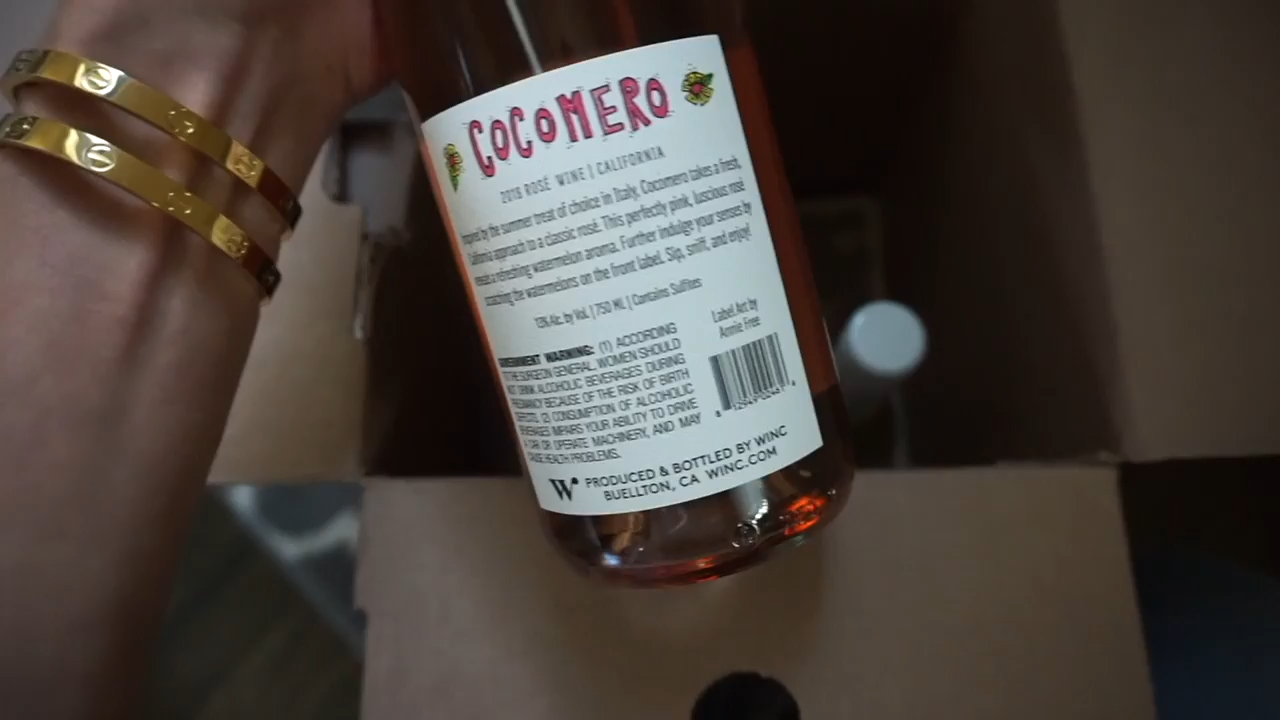 COCOMERO
2018 ROSÉ WINE | CALIFORNIA
Inspired by the summer treat of choice in Italy, Cocomero takes a fresh,
California approach to a classic rosé. This perfectly pink, luscious rosé
reveals a refreshing watermelon aroma. Further indulge your senses by
scratching the watermelons on the front label. Sip, sniff, and enjoy!
13% Alc. by Vol. | 750 ML | Contains Sulfites
Label Art by
Annie Free
GOVERNMENT WARNING: (1) ACCORDING
TO THE SURGEON GENERAL, WOMEN SHOULD
NOT DRINK ALCOHOLIC BEVERAGES DURING
PREGNANCY BECAUSE OF THE RISK OF BIRTH
DEFECTS. (2) CONSUMPTION OF ALCOHOLIC
BEVERAGES IMPAIRS YOUR ABILITY TO DRIVE
A CAR OR OPERATE MACHINERY, AND MAY
CAUSE HEALTH PROBLEMS.
W
PRODUCED & BOTTLED BY WINC
BUELLTON, CA WINC.COM